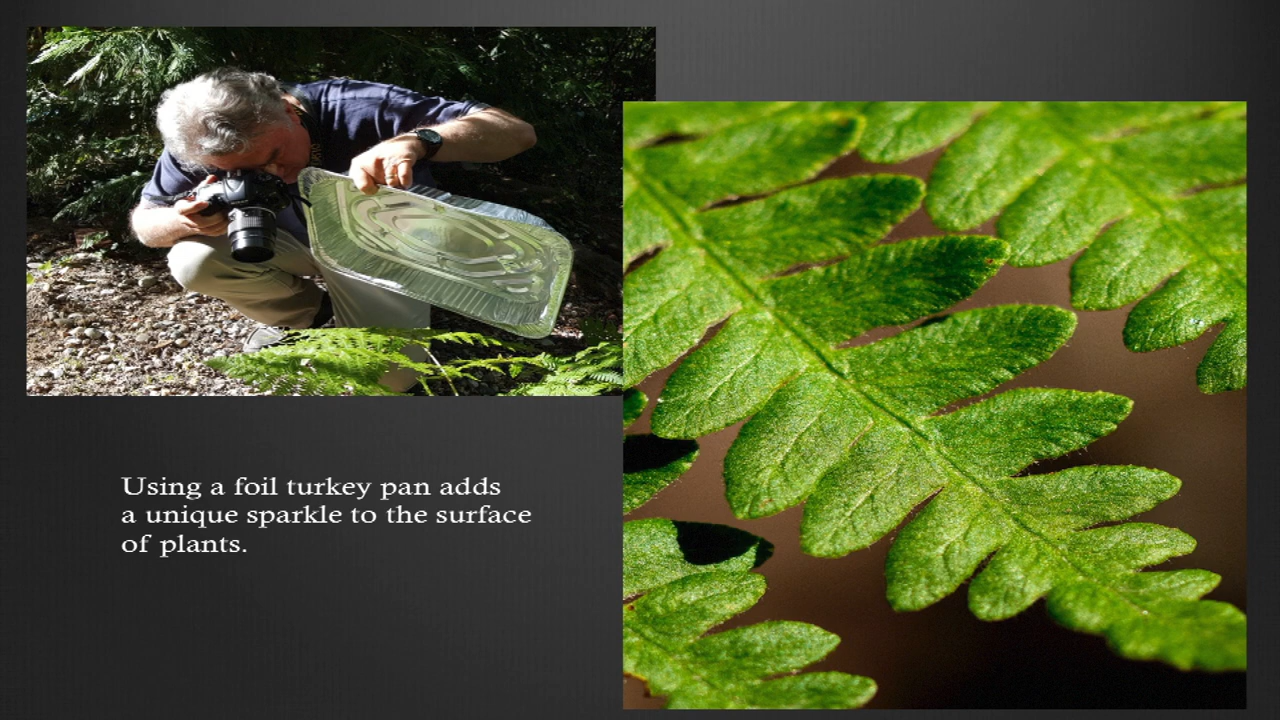 Using a foil turkey pan adds
a unique sparkle to the surface
of plants.